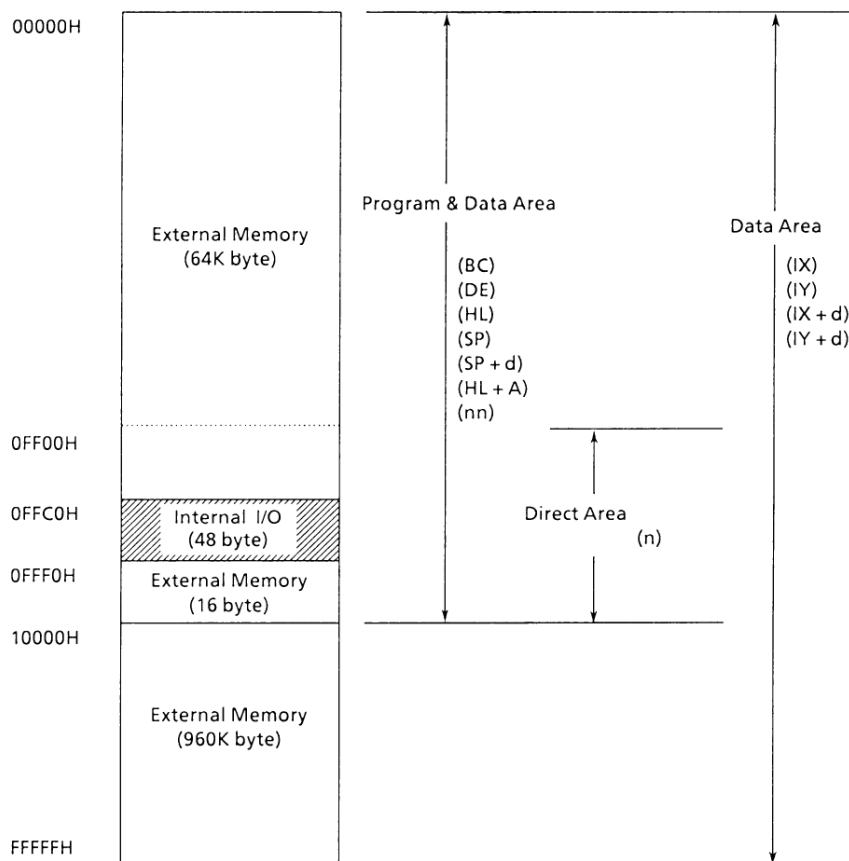 00000H
External Memory
(64K byte)
0FF00H
0FFC0H
Internal I/O
(48 byte)
0FFF0H
External Memory
(16 byte)
10000H
External Memory
(960K byte)
FFFFFH
Program & Data Area
(BC)
(DE)
(HL)
(SP)
(SP + d)
(HL + A)
(nn)
Direct Area
(n)
Data Area
(IX)
(IY)
(IX + d)
(IY + d)